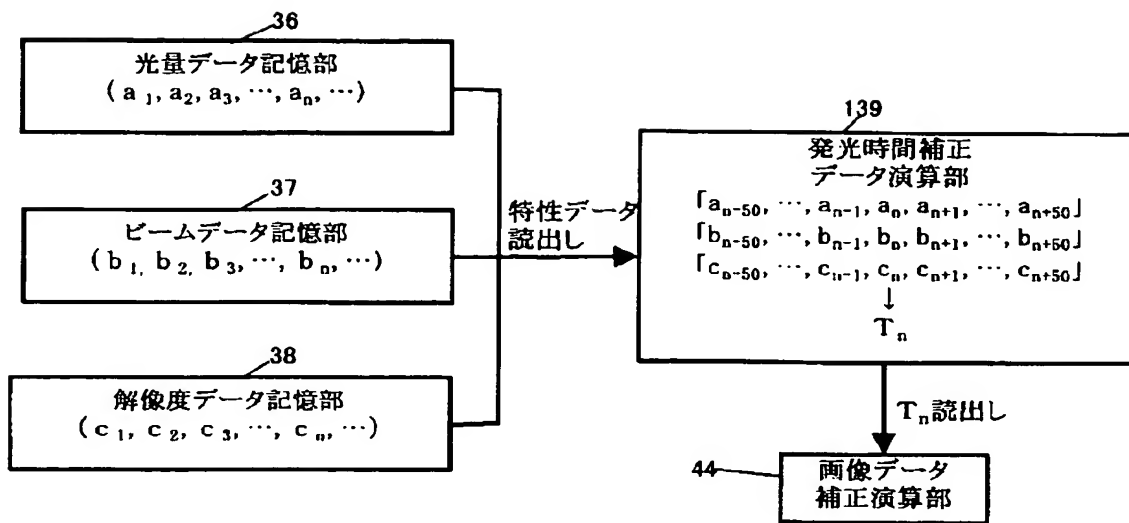 36
光量データ記憶部
(a1, a2, a3, …, an, …)
37
ビームデータ記憶部
(b1, b2, b3, …, bn, …)
38
解像度データ記憶部
(c1, c2, c3, …, cn, …)
特性データ
読出し
139
発光時間補正
データ演算部
「an-50, …, an-1, an, an+1, …, an+50」
「bn-50, …, bn-1, bn, bn+1, …, bn+50」
「cn-50, …, cn-1, cn, cn+1, …, cn+50」
↓
Tn
Tn読出し
44
画像データ
補正演算部